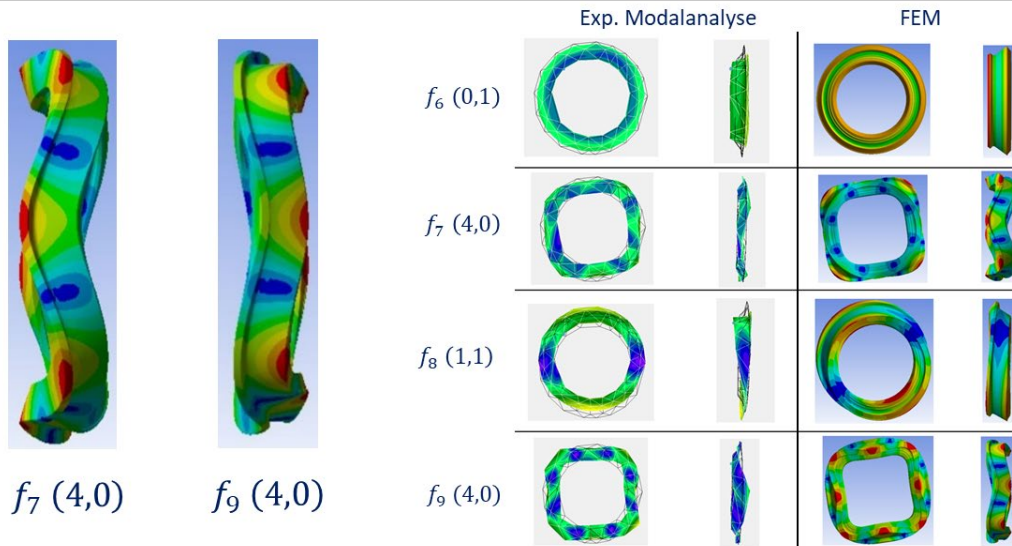 Exp. Modalanalyse
FEM
f₆ (0,1)
f₇ (4,0)
f₈ (1,1)
f₉ (4,0)
f₇ (4,0)
f₉ (4,0)